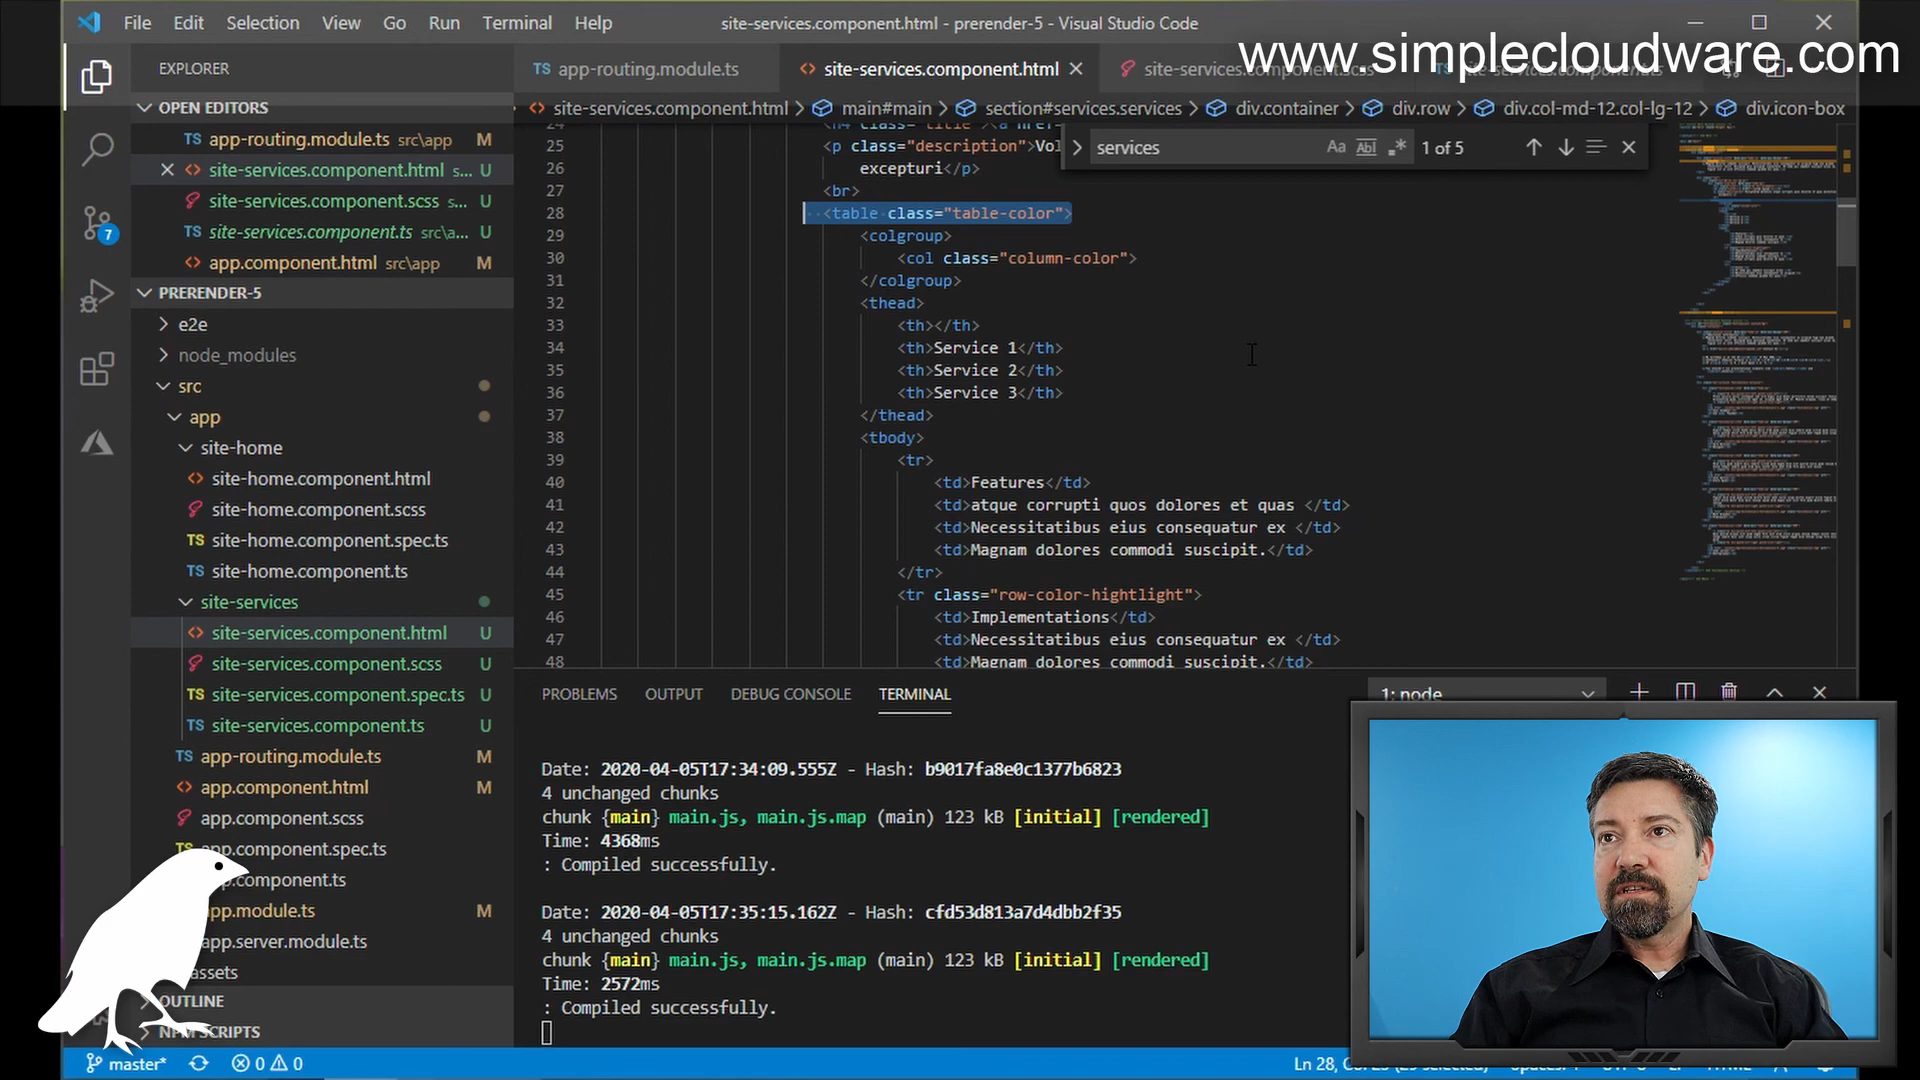 File Edit Selection View Go Run Terminal Help
site-services.component.html - prerender-5 - Visual Studio Code
www.simplecloudware.com
EXPLORER
TS app-routing.module.ts
<> site-services.component.html
OPEN EDITORS
TS app-routing.module.ts src\app M
<> site-services.component.html s... U
site-services.component.scss s... U
TS site-services.component.ts src\a... U
<> app.component.html src\app M
PRERENDER-5
e2e
node_modules
src
app
site-home
<> site-home.component.html
site-home.component.scss
TS site-home.component.spec.ts
TS site-home.component.ts
site-services
<> site-services.component.html U
site-services.component.scss U
TS site-services.component.spec.ts U
TS site-services.component.ts U
TS app-routing.module.ts M
<> app.component.html M
app.component.scss
app.component.spec.ts
pp.component.ts
app.module.ts M
app.server.module.ts
assets
OUTLINE
NPM SCRIPTS
7
<> site-services.component.html > main#main > section#services.services > div.container > div.row > div.col-md-12.col-lg-12 > div.icon-box
services Aa Abl .* 1 of 5
25 <p class="description">Vol
26 excepturi</p>
27 <br>
28 <table class="table-color">
29 <colgroup>
30 <col class="column-color">
31 </colgroup>
32 <thead>
33 <th></th>
34 <th>Service 1</th>
35 <th>Service 2</th>
36 <th>Service 3</th>
37 </thead>
38 <tbody>
39 <tr>
40 <td>Features</td>
41 <td>atque corrupti quos dolores et quas </td>
42 <td>Necessitatibus eius consequatur ex </td>
43 <td>Magnam dolores commodi suscipit.</td>
44 </tr>
45 <tr class="row-color-hightlight">
46 <td>Implementations</td>
47 <td>Necessitatibus eius consequatur ex </td>
48 <td>Magnam dolores commodi suscipit.</td>
PROBLEMS OUTPUT DEBUG CONSOLE TERMINAL
1: node
Date: 2020-04-05T17:34:09.555Z - Hash: b9017fa8e0c1377b6823
4 unchanged chunks
chunk {main} main.js, main.js.map (main) 123 kB [initial] [rendered]
Time: 4368ms
: Compiled successfully.
Date: 2020-04-05T17:35:15.162Z - Hash: cfd53d813a7d4dbb2f35
4 unchanged chunks
chunk {main} main.js, main.js.map (main) 123 kB [initial] [rendered]
Time: 2572ms
: Compiled successfully.
master* 0 0
Ln 28,